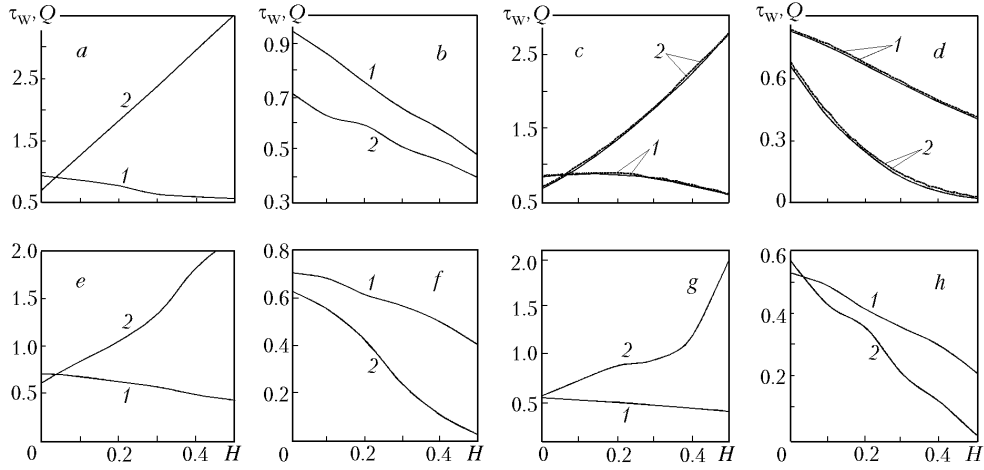 τw, Q τw, Q
a b c d
2 1 2 1
2.5 0.9 2.5 0.6
2 0.7 1
1.5 0.5 2 1.5 0.3 2
1 1
0.5 0.3 0.5 0
2.0 0.8 2.0 0.6
e f g h
1 1
1.5 0.6 1.5 0.4
2 2
1.0 0.4 1.0 2
2
0.5 1 0.2 0.5 1 0.2
0 0.2 0.4 H 0 0.2 0.4 H 0 0.2 0.4 H 0 0.2 0.4 H